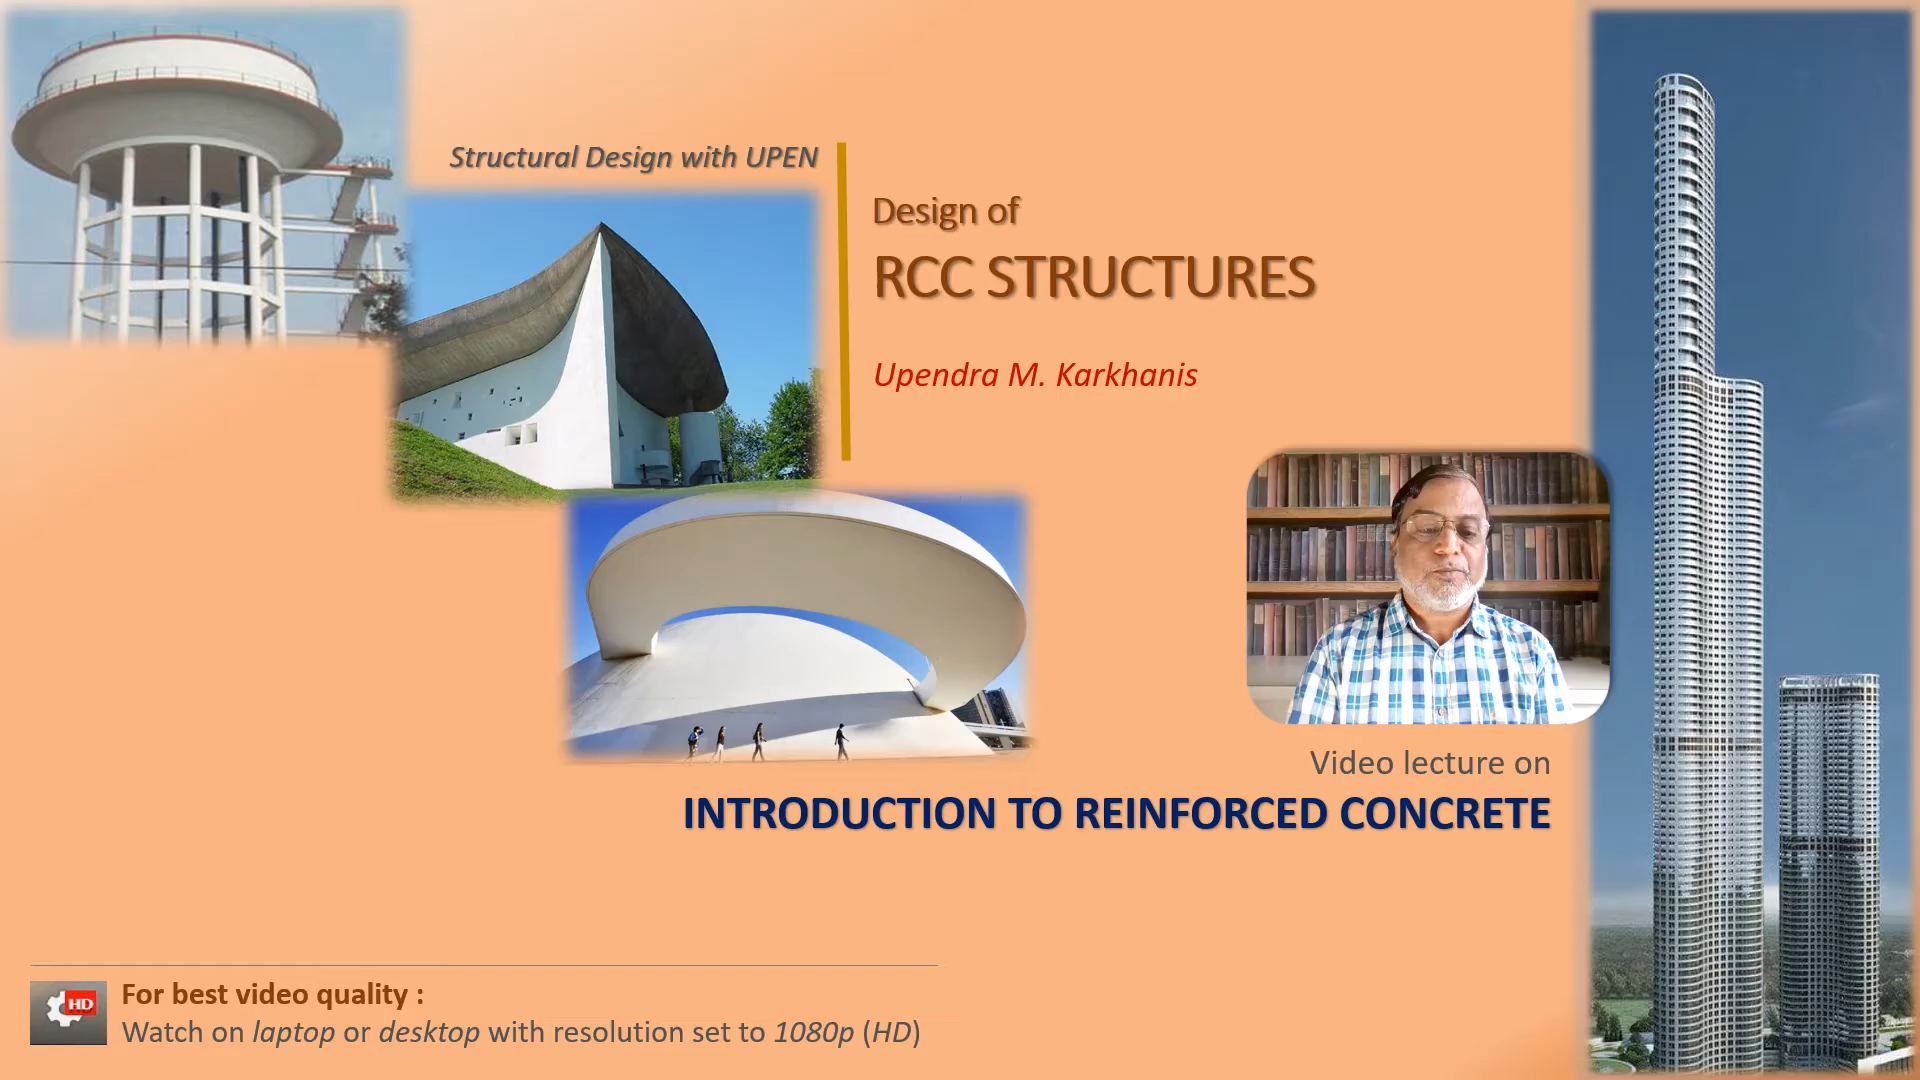 Structural Design with UPEN
Design of
RCC STRUCTURES
Upendra M. Karkhanis
Video lecture on
INTRODUCTION TO REINFORCED CONCRETE
HD
For best video quality :
Watch on laptop or desktop with resolution set to 1080p (HD)